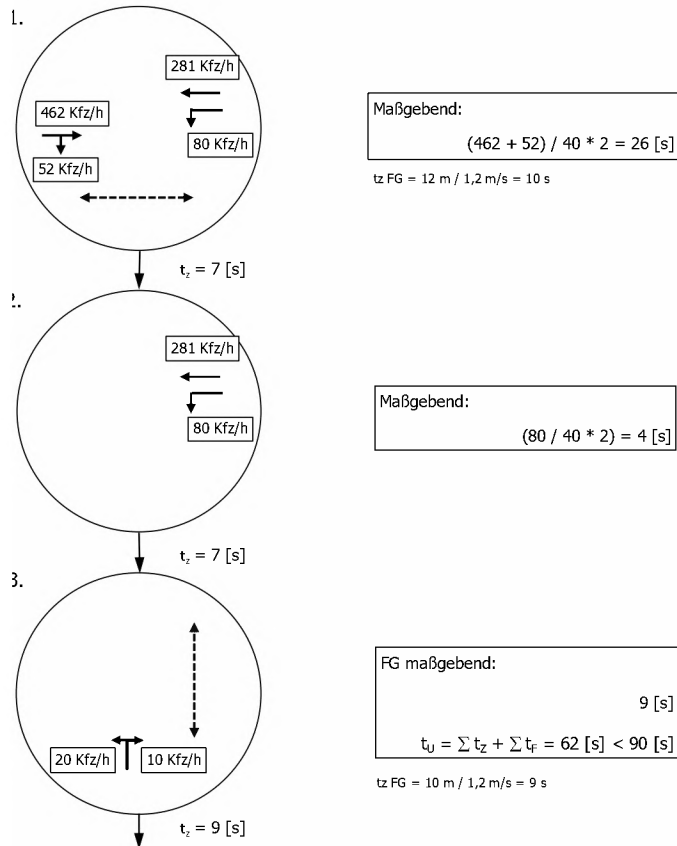 1.
281 Kfz/h
462 Kfz/h
80 Kfz/h
52 Kfz/h
Maßgebend:
(462 + 52) / 40 * 2 = 26 [s]
tz FG = 12 m / 1,2 m/s = 10 s
t_z = 7 [s]
2.
281 Kfz/h
80 Kfz/h
Maßgebend:
(80 / 40 * 2) = 4 [s]
t_z = 7 [s]
3.
20 Kfz/h
10 Kfz/h
FG maßgebend:
9 [s]
t_U = ∑ t_Z + ∑ t_F = 62 [s] < 90 [s]
tz FG = 10 m / 1,2 m/s = 9 s
t_z = 9 [s]